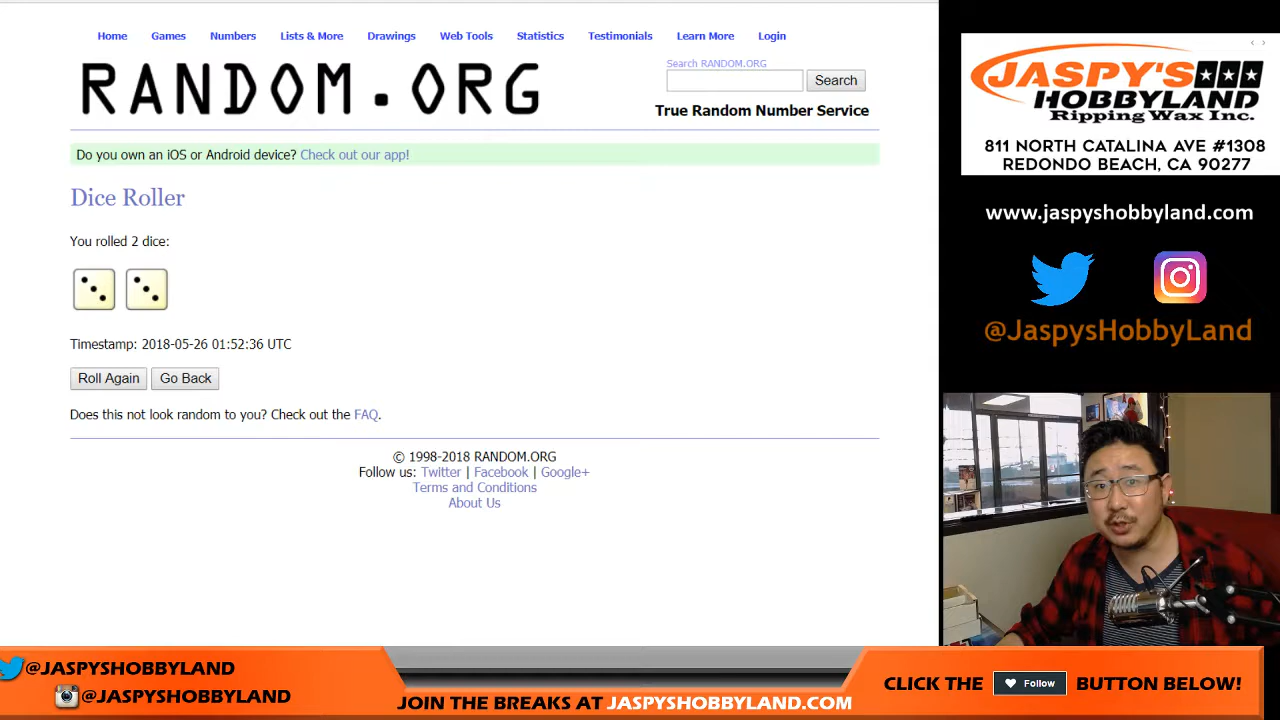 Home Games Numbers Lists & More Drawings Web Tools Statistics Testimonials Learn More Login
RANDOM.ORG
Search RANDOM.ORG
Search
True Random Number Service
Do you own an iOS or Android device? Check out our app!
Dice Roller
You rolled 2 dice:
Timestamp: 2018-05-26 01:52:36 UTC
Roll Again Go Back
Does this not look random to you? Check out the FAQ.
© 1998-2018 RANDOM.ORG
Follow us: Twitter | Facebook | Google+
Terms and Conditions
About Us
JASPY'S
HOBBYLAND
Ripping Wax Inc.
811 NORTH CATALINA AVE #1308
REDONDO BEACH, CA 90277
www.jaspyshobbyland.com
@JaspysHobbyLand
@JASPYSHOBBYLAND
@JASPYSHOBBYLAND
JOIN THE BREAKS AT JASPYSHOBBYLAND.COM
CLICK THE Follow BUTTON BELOW!